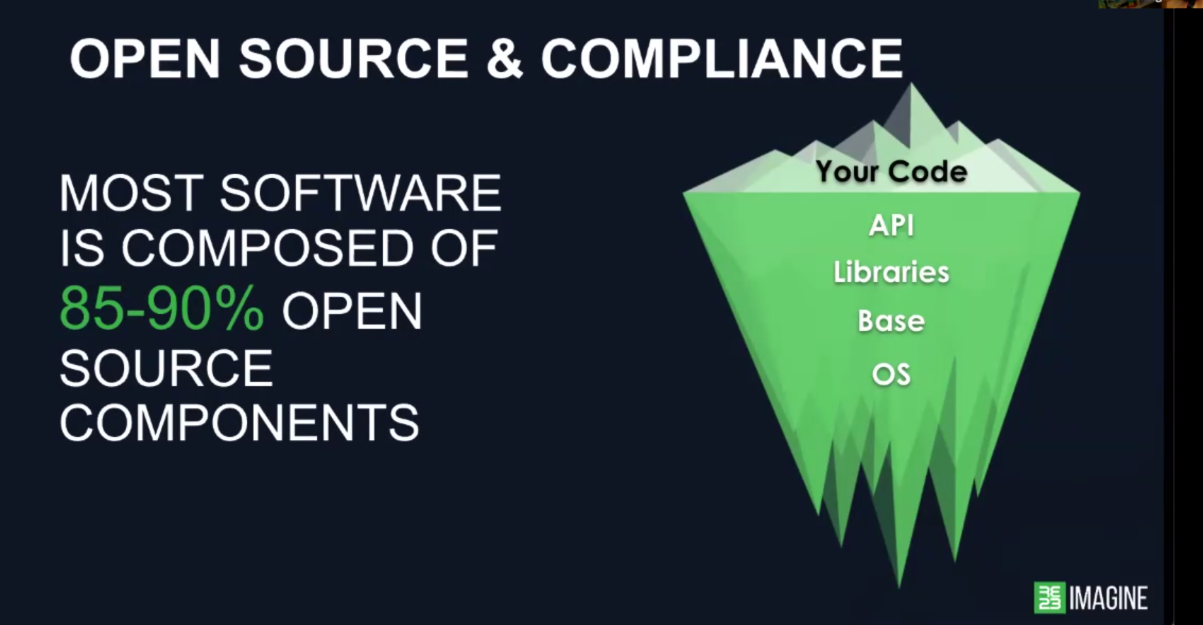 OPEN SOURCE & COMPLIANCE
MOST SOFTWARE
IS COMPOSED OF
85-90% OPEN
SOURCE
COMPONENTS
Your Code
API
Libraries
Base
OS
IMAGINE